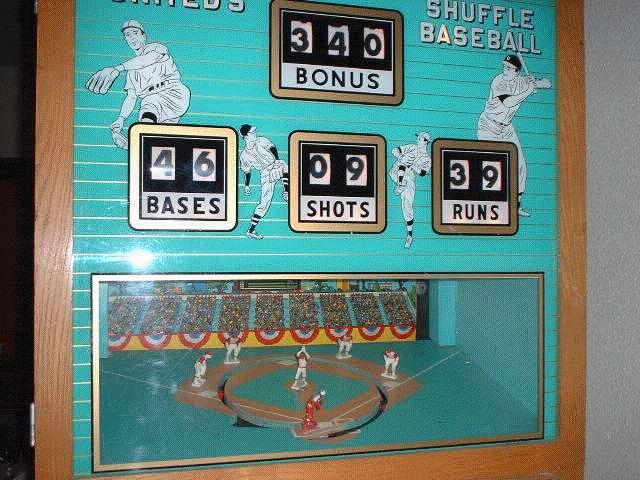 UNITED'S
SHUFFLE
BASEBALL
340
BONUS
46
BASES
09
SHOTS
39
RUNS